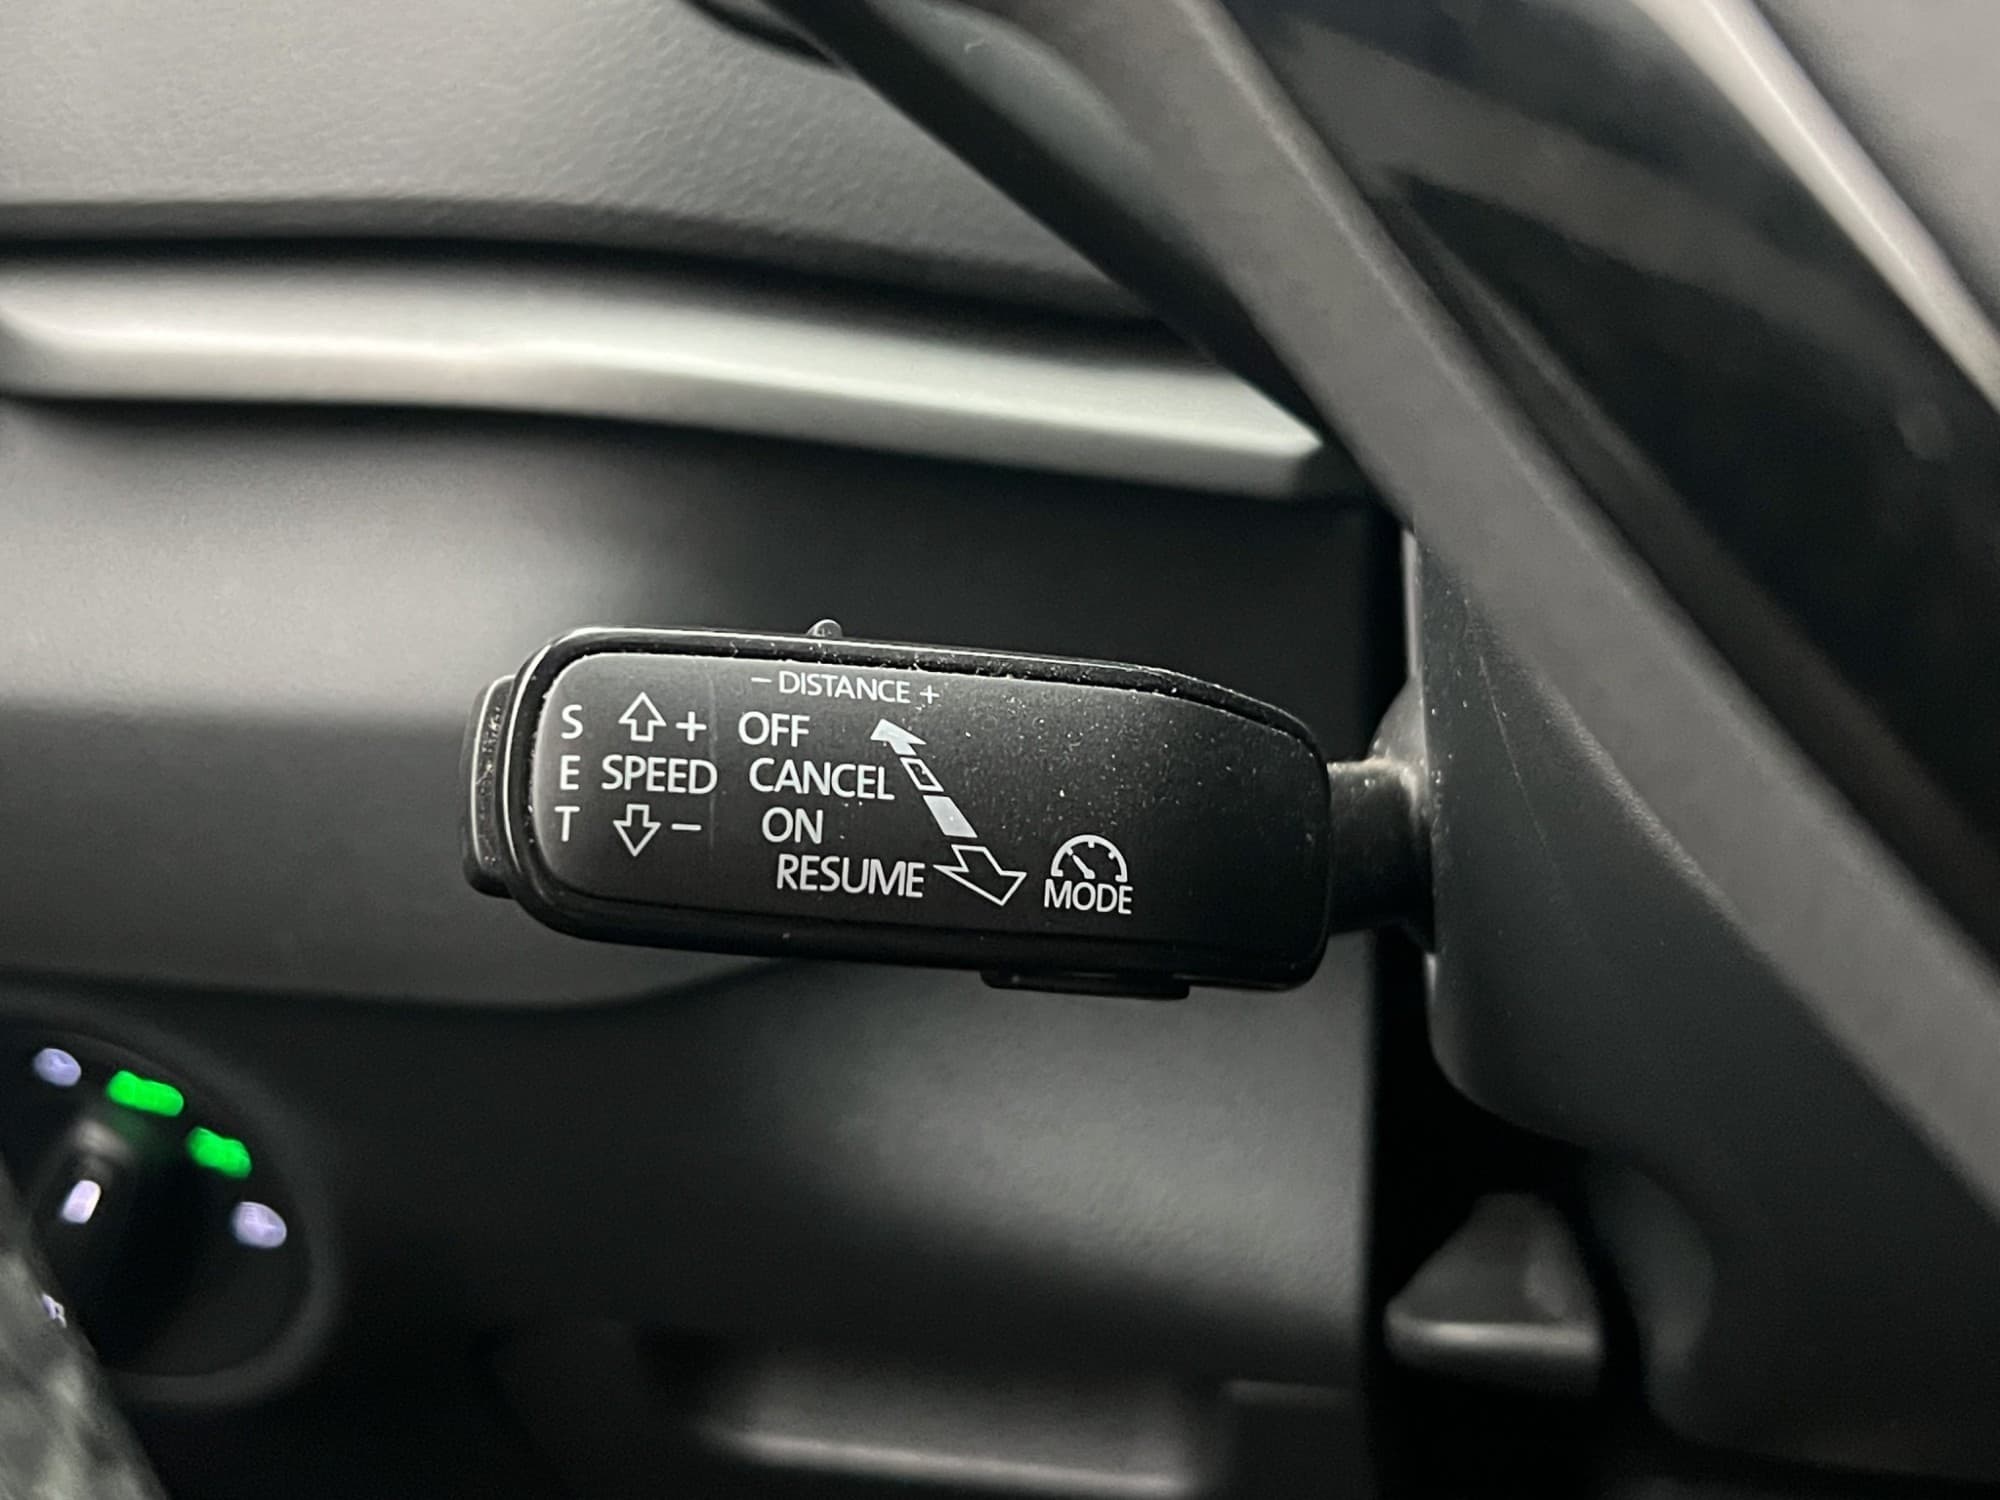 – DISTANCE +
S + OFF
E SPEED CANCEL
T – ON
RESUME
MODE